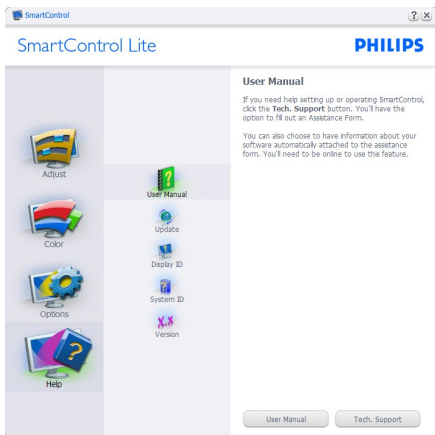 SmartControl
SmartControl Lite
PHILIPS
Adjust
Color
Options
Help
User Manual
Update
Display ID
System ID
X.X
Version
User Manual
If you need help setting up or operating SmartControl,
click the Tech. Support button. You'll have the
option to fill out an Assistance Form.
You can also choose to have information about your
software automatically attached to the assistance
form. You'll need to be online to use this feature.
User Manual
Tech. Support